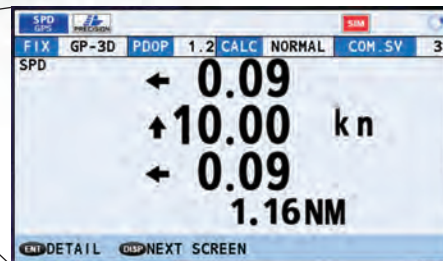 SPD GPS PRECISION SIM
FIX GP-3D PDOP 1.2 CALC NORMAL COM.SV 3
SPD
← 0.09
↑10.00 kn
← 0.09
1.16NM
ENT DETAIL DISP NEXT SCREEN